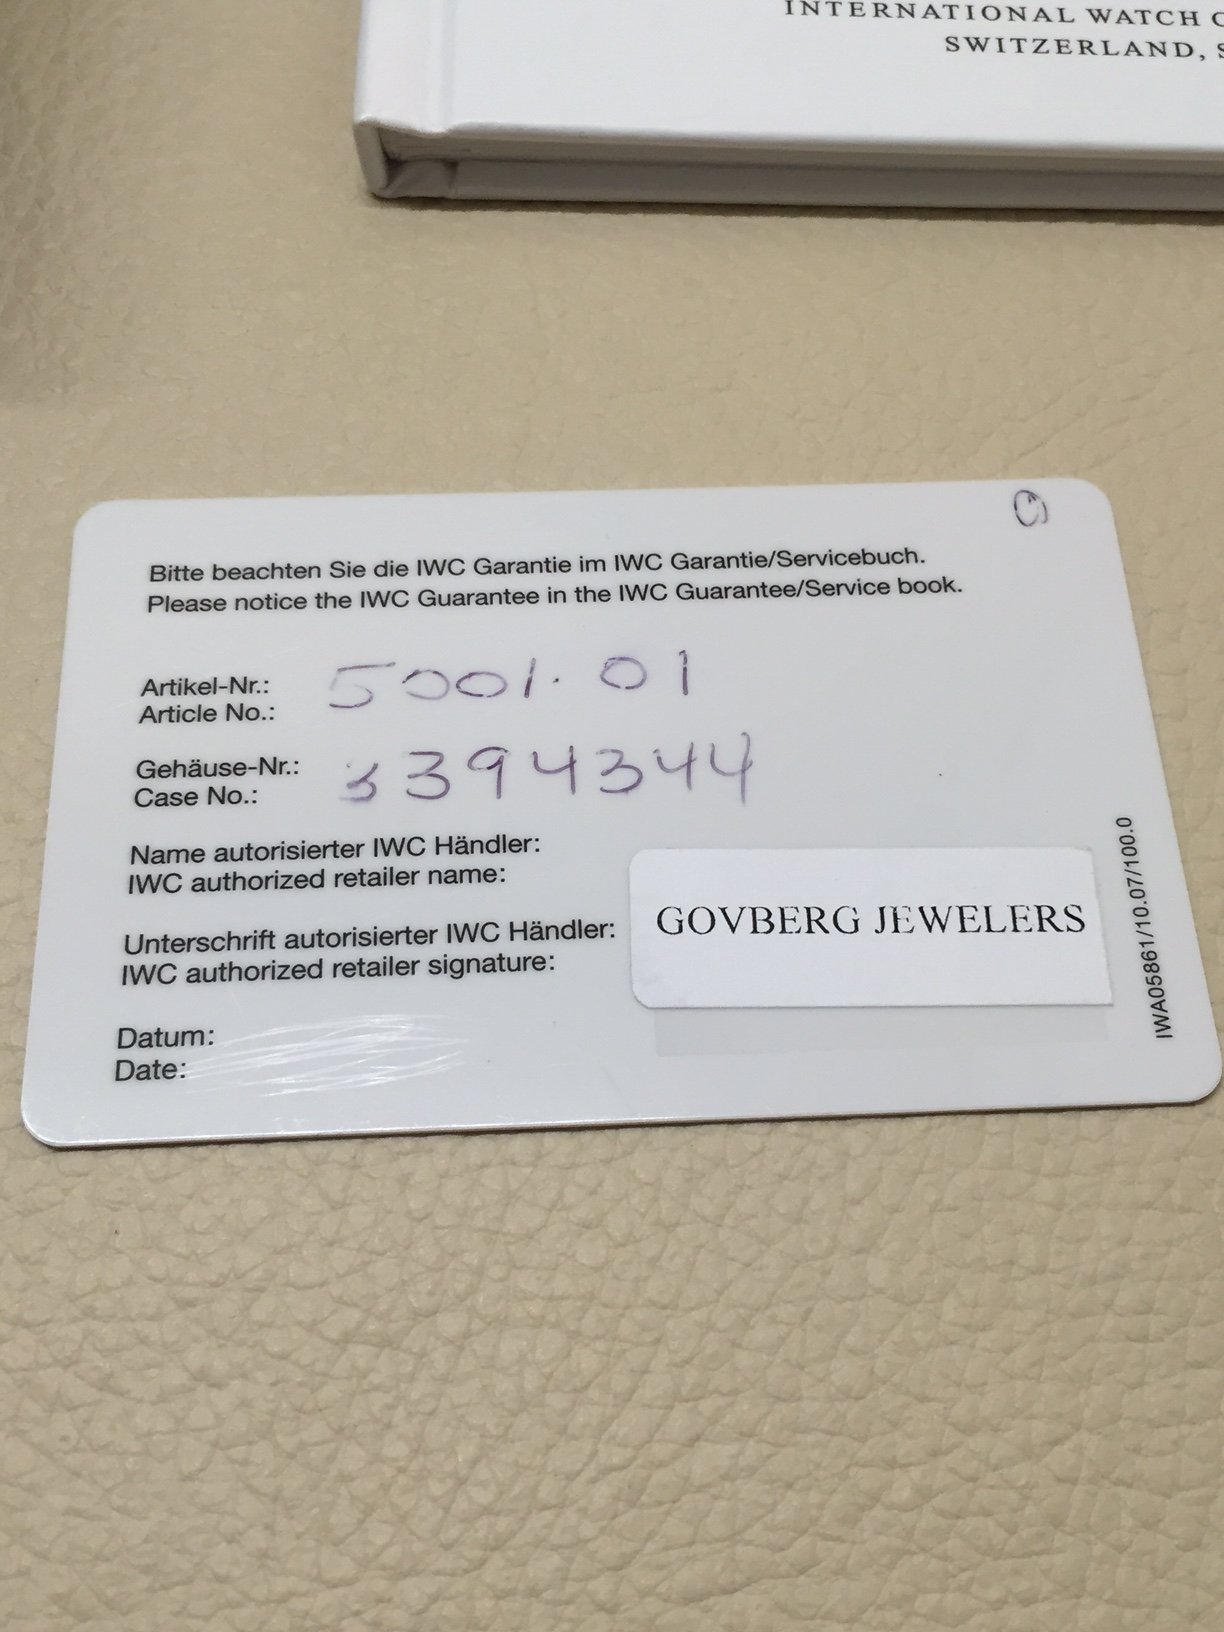 INTERNATIONAL WATCH
SWITZERLAND,
Bitte beachten Sie die IWC Garantie im IWC Garantie/Servicebuch.
Please notice the IWC Guarantee in the IWC Guarantee/Service book.
Artikel-Nr.: 5001.01
Article No.:
Gehäuse-Nr.: 3394344
Case No.:
Name autorisierter IWC Händler:
IWC authorized retailer name:
GOVBERG JEWELERS
Unterschrift autorisierter IWC Händler:
IWC authorized retailer signature:
Datum:
Date:
IWA05861/10.07/100.0